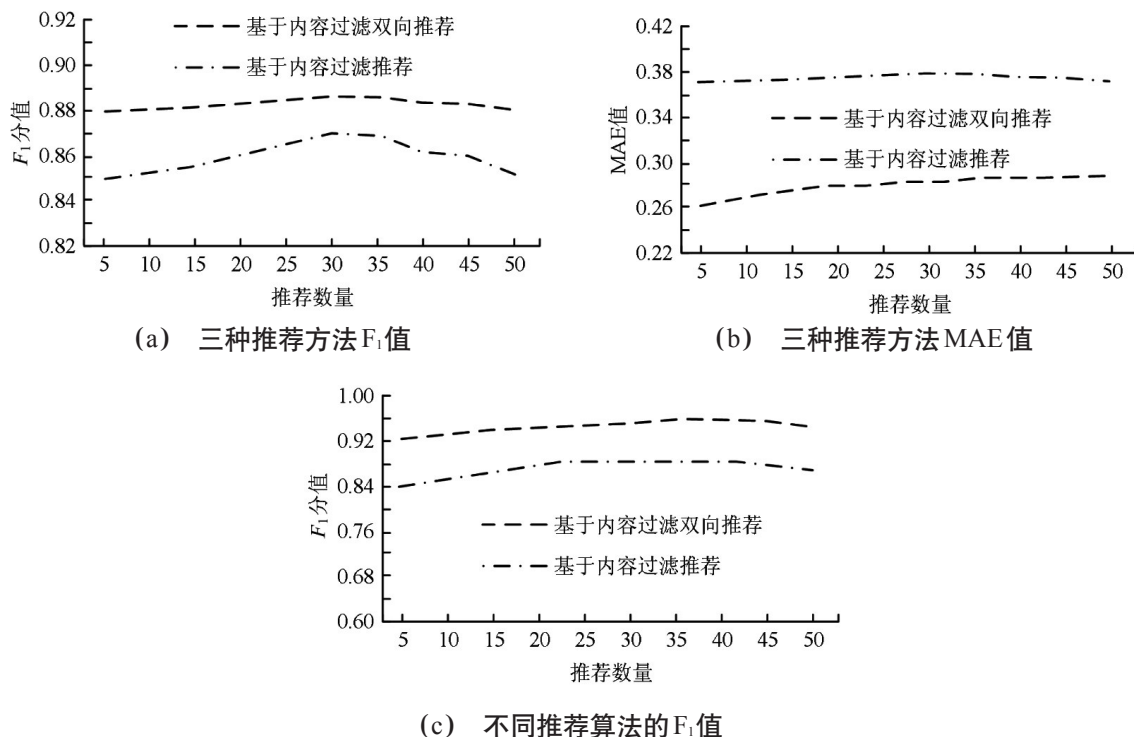 0.92
0.90
0.88
0.86
0.84
0.82
F₁分值
基于内容过滤双向推荐
基于内容过滤推荐
5 10 15 20 25 30 35 40 45 50
推荐数量
(a) 三种推荐方法F₁值
0.42
0.38
0.34
0.30
0.26
0.22
MAE值
基于内容过滤双向推荐
基于内容过滤推荐
5 10 15 20 25 30 35 40 45 50
推荐数量
(b) 三种推荐方法MAE值
1.00
0.92
0.84
0.76
0.68
0.60
F₁分值
基于内容过滤双向推荐
基于内容过滤推荐
5 10 15 20 25 30 35 40 45 50
推荐数量
(c) 不同推荐算法的F₁值